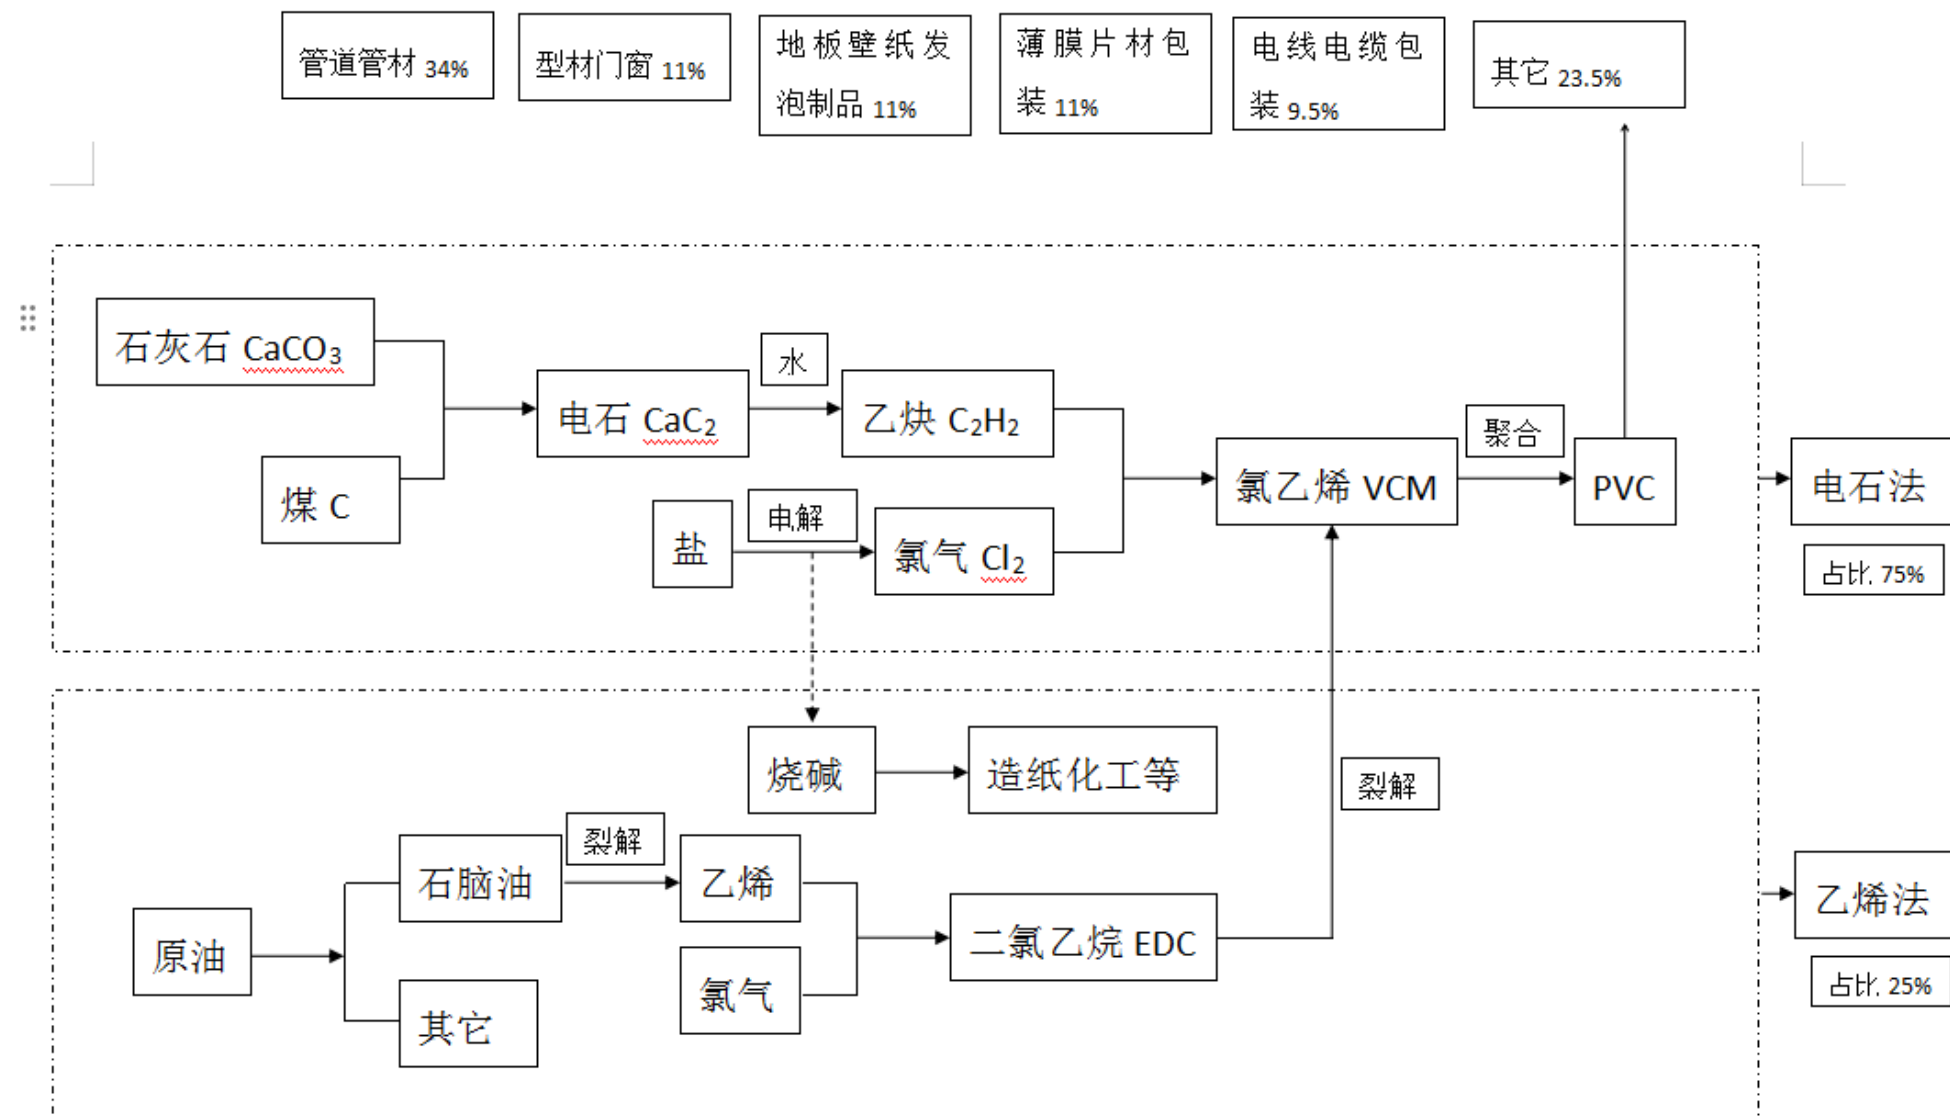 管道管材 34%
型材门窗 11%
地板壁纸发
泡制品 11%
薄膜片材包
装 11%
电线电缆包
装 9.5%
其它 23.5%
石灰石 CaCO₃
煤 C
电石 CaC₂
水
乙炔 C₂H₂
盐
电解
氯气 Cl₂
氯乙烯 VCM
聚合
PVC
电石法
占比 75%
烧碱
造纸化工等
裂解
原油
石脑油
裂解
乙烯
其它
氯气
二氯乙烷 EDC
乙烯法
占比 25%